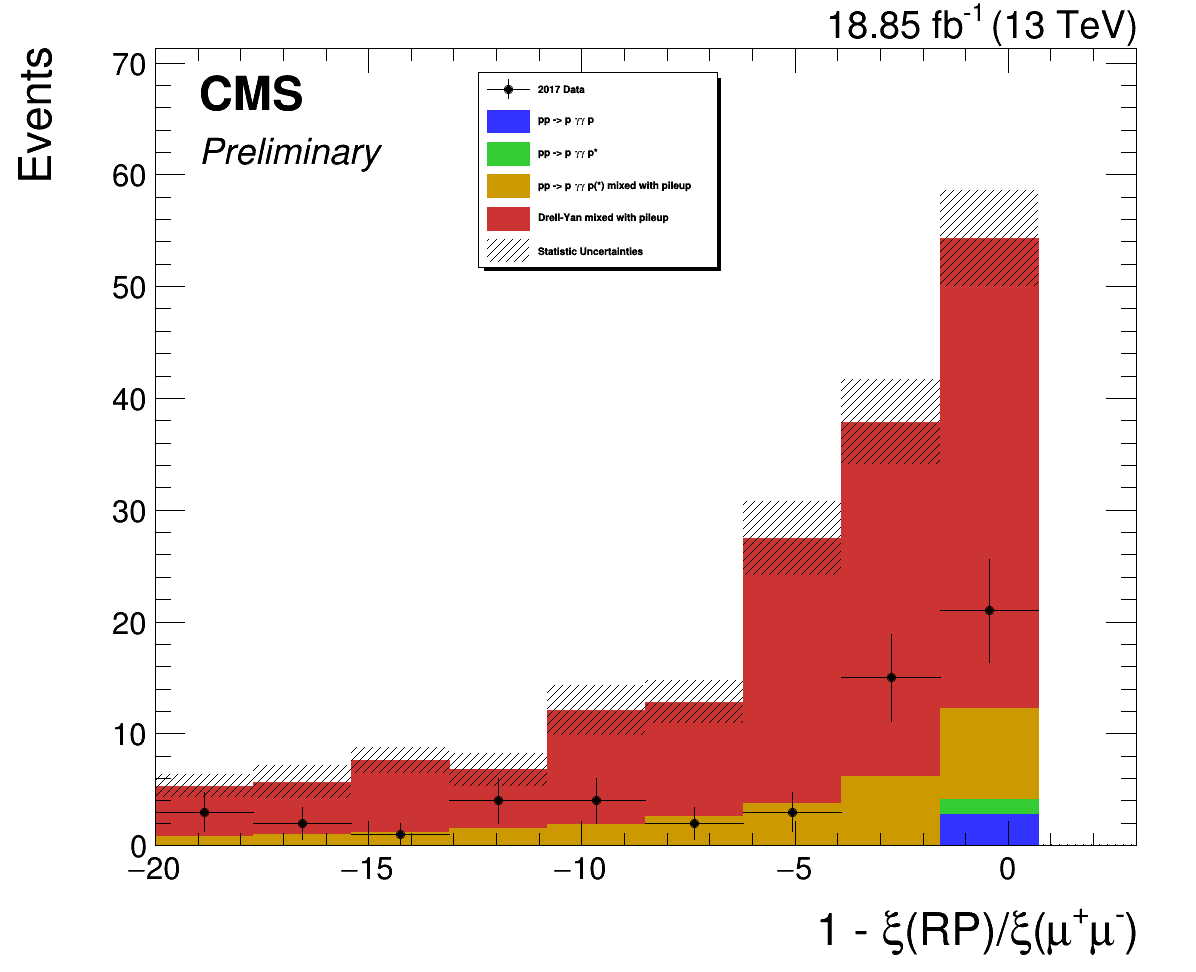 18.85 fb⁻¹ (13 TeV)
Events
CMS
Preliminary
2017 Data
pp -> p γγ p
pp -> p γγ p*
pp -> p γγ p(*) mixed with pileup
Drell-Yan mixed with pileup
Statistic Uncertainties
70
60
50
40
30
20
10
0
−20 −15 −10 −5 0
1 - ξ(RP)/ξ(μ⁺μ⁻)